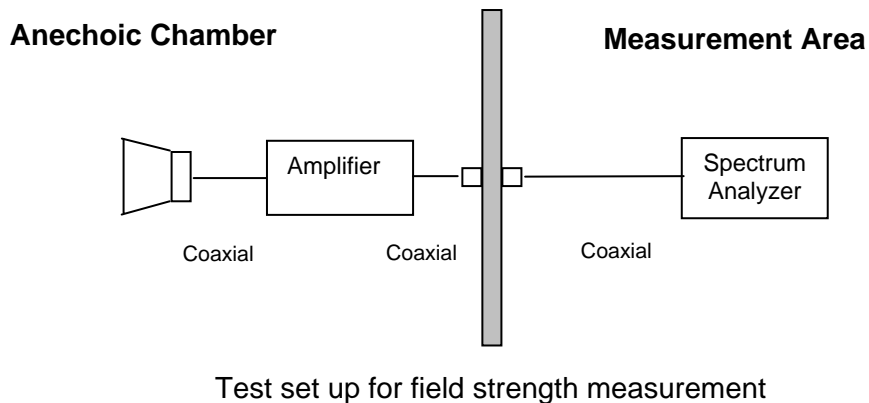 Anechoic Chamber
Measurement Area
Amplifier
Spectrum
Analyzer
Coaxial
Coaxial
Coaxial
Test set up for field strength measurement